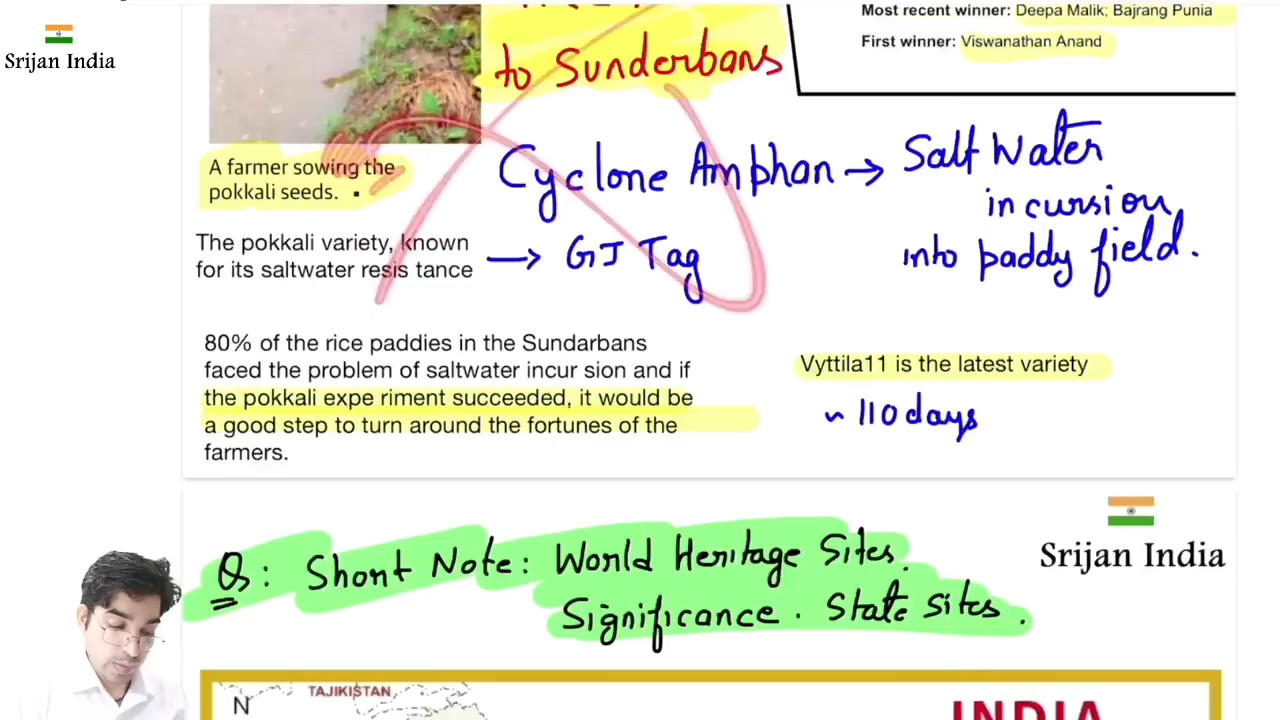 Most recent winner: Deepa Malik; Bajrang Punia
Srijan India
to Sunderbans
First winner: Viswanathan Anand
A farmer sowing the
pokkali seeds.
Cyclone Amphan → Salt Water
incursion
into paddy field.
The pokkali variety, known
for its saltwater resis tance
→ GI Tag
80% of the rice paddies in the Sundarbans
faced the problem of saltwater incur sion and if
the pokkali expe riment succeeded, it would be
a good step to turn around the fortunes of the
farmers.
Vyttila11 is the latest variety
~ 110 days
Srijan India
Q: Short Note: World Heritage Sites.
Significance. State sites.
TAJIKISTAN
N
INDIA